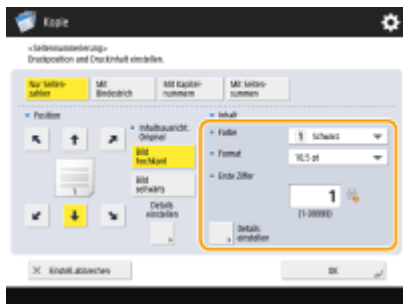 Kopie
<Seitennummerierung>
Druckposition und Druckinhalt einstellen.
Nur Seiten-
zahlen
Mit
Bindestrich
Mit Kapitel-
nummern
Mit Seiten-
summen
Position
Inhaltsausricht.
Original
Bild
hochkant
Bild
seitwärts
Details
einstellen
Inhalt
Farbe
1 Schwarz
Format
10,5 pt
Erste Ziffer
1
(1-99999)
Details
einstellen
Einstell.abbrechen
OK